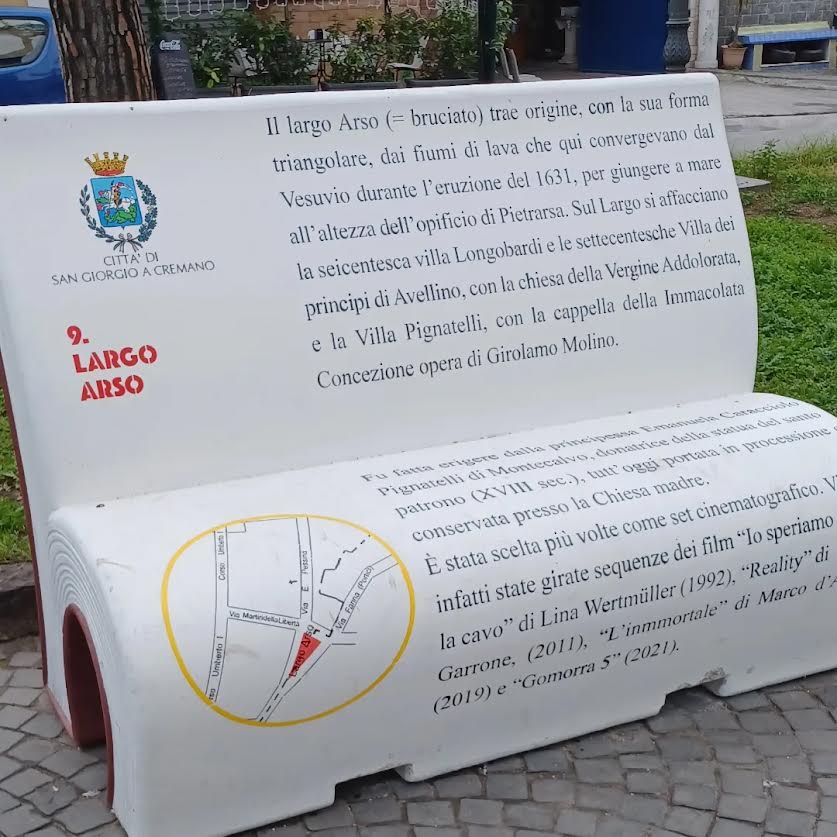 Coca-Cola
CITTA' DI
SAN GIORGIO A CREMANO
9.
LARGO
ARSO
Il largo Arso (= bruciato) trae origine, con la sua forma
triangolare, dai fiumi di lava che qui convergevano dal
Vesuvio durante l'eruzione del 1631, per giungere a mare
all'altezza dell'opificio di Pietrarsa. Sul Largo si affacciano
la seicentesca villa Longobardi e le settecentesche Villa dei
principi di Avellino, con la chiesa della Vergine Addolorata,
e la Villa Pignatelli, con la cappella della Immacolata
Concezione opera di Girolamo Molino.
Fu fatta erigere dalla principessa Emanuela Caracciolo
Pignatelli di Montecalvo, donatrice della statua del santo
patrono (XVIII sec.), tutt'oggi portata in processione
conservata presso la Chiesa madre.
È stata scelta più volte come set cinematografico. V
infatti state girate sequenze dei film "Io speriamo
la cavo" di Lina Wertmüller (1992), "Reality" di
Garrone, (2011), "L'inmmortale" di Marco d'A
(2019) e "Gomorra 5" (2021).
Corso Umberto I
Via E. Pessina
Via Martiri della Libertà
Via Farina (Ponci)
Largo Arso
rso Umberto I